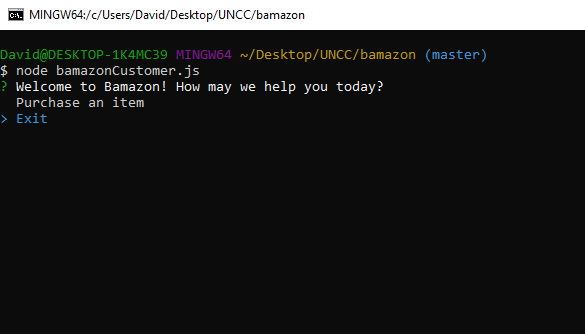 MINGW64:/c/Users/David/Desktop/UNCC/bamazon
David@DESKTOP-1K4MC39 MINGW64 ~/Desktop/UNCC/bamazon (master)
$ node bamazonCustomer.js
? Welcome to Bamazon! How may we help you today?
  Purchase an item
> Exit